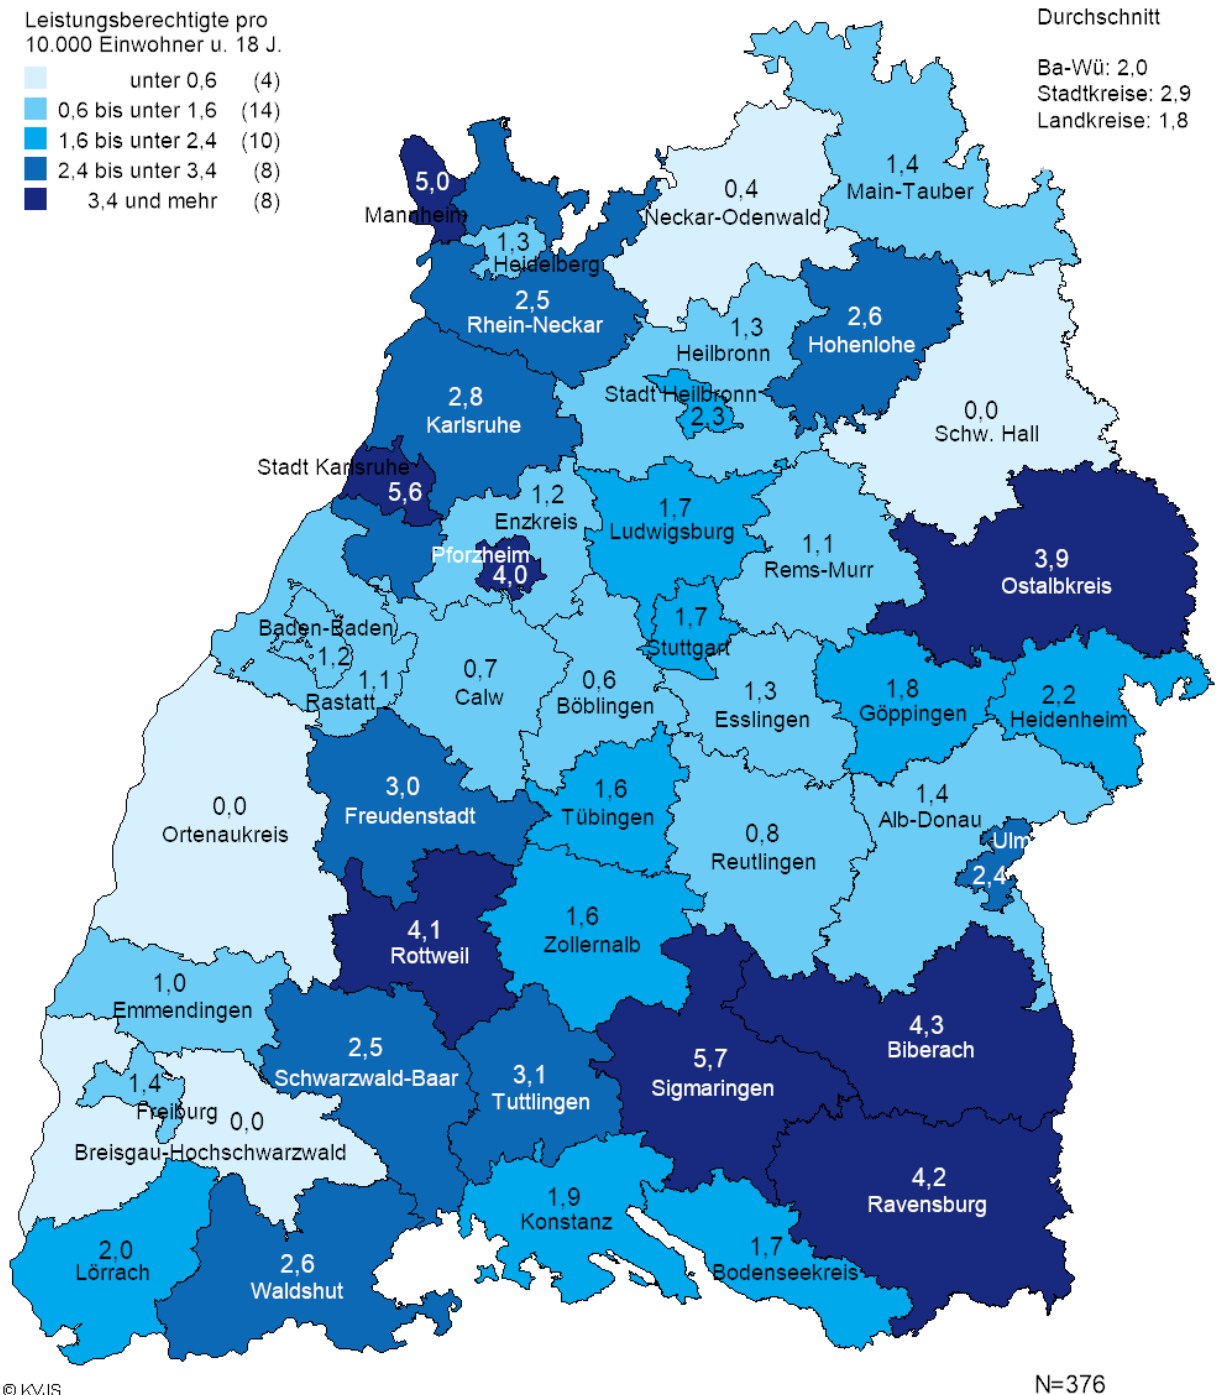 Leistungsberechtigte pro
10.000 Einwohner u. 18 J.
unter 0,6 (4)
0,6 bis unter 1,6 (14)
1,6 bis unter 2,4 (10)
2,4 bis unter 3,4 (8)
3,4 und mehr (8)
Durchschnitt
Ba-Wü: 2,0
Stadtkreise: 2,9
Landkreise: 1,8
1,4
Main-Tauber
5,0
Mannheim
0,4
Neckar-Odenwald
1,3
Heidelberg
2,5
Rhein-Neckar
1,3
Heilbronn
2,6
Hohenlohe
Stadt Heilbronn
2,3
2,8
Karlsruhe
0,0
Schw. Hall
Stadt Karlsruhe
5,6
1,2
Enzkreis
1,7
Ludwigsburg
1,1
Rems-Murr
3,9
Ostalbkreis
Pforzheim
4,0
Baden-Baden
1,2
1,7
Stuttgart
1,1
Rastatt
0,7
Calw
0,6
Böblingen
1,3
Esslingen
1,8
Göppingen
2,2
Heidenheim
3,0
Freudenstadt
1,6
Tübingen
0,0
Ortenaukreis
0,8
Reutlingen
1,4
Alb-Donau
Ulm
2,4
4,1
Rottweil
1,6
Zollernalb
1,0
Emmendingen
2,5
Schwarzwald-Baar
3,1
Tuttlingen
5,7
Sigmaringen
4,3
Biberach
1,4
Freiburg
0,0
Breisgau-Hochschwarzwald
4,2
Ravensburg
1,9
Konstanz
1,7
Bodenseekreis
2,0
Lörrach
2,6
Waldshut
© KVJS
N=376